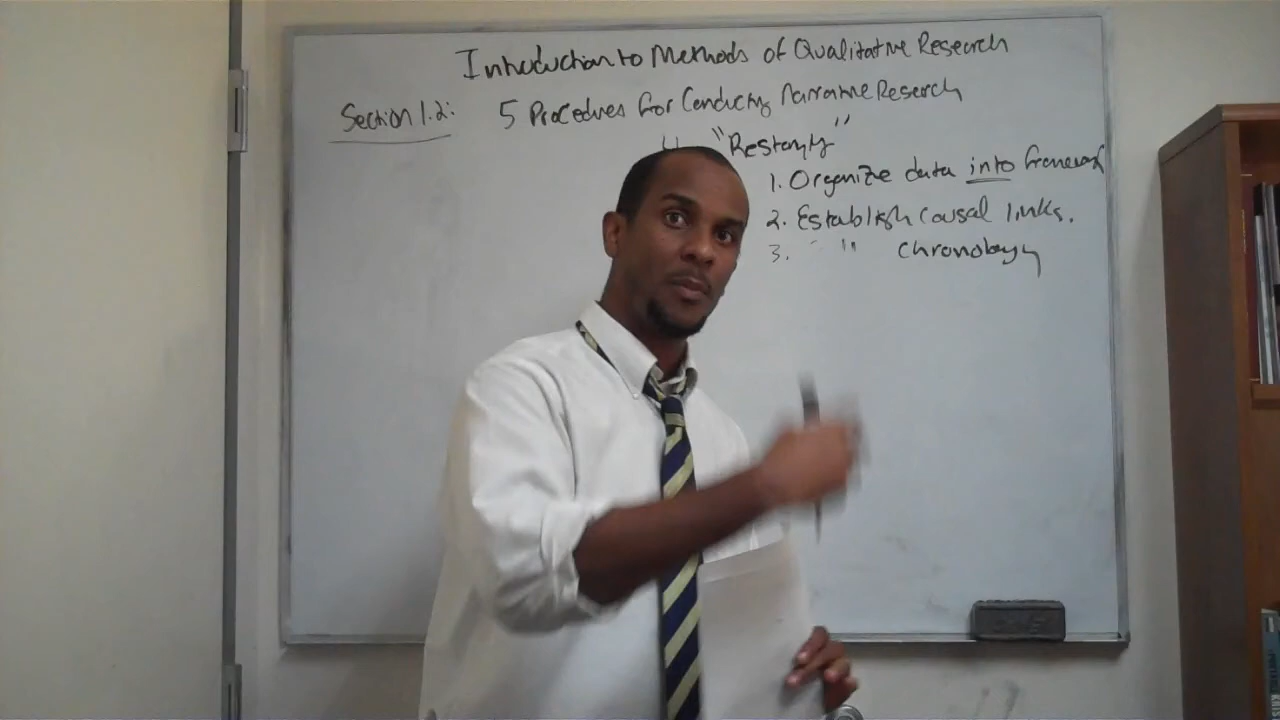 Introduction to Methods of Qualitative Research
Section 1.2: 5 Procedures for Conducting Narrative Research
"Restorying"
1. Organize data into framework
2. Establish causal links.
3. " " chronology